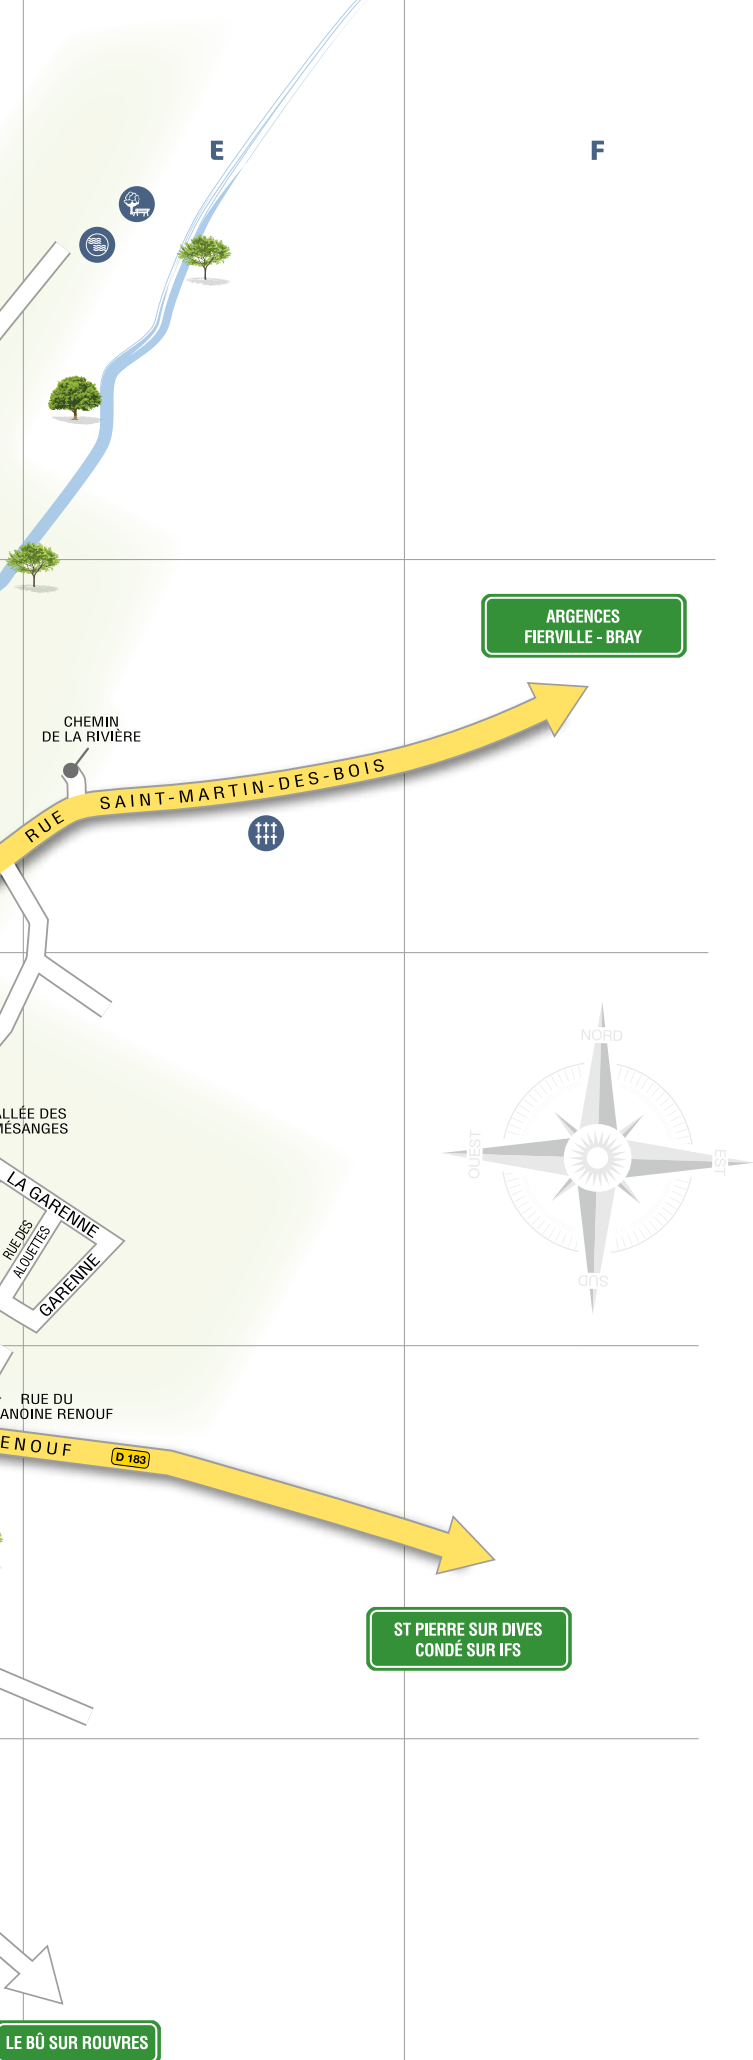 E
F
ARGENCES
FIERVILLE - BRAY
CHEMIN
DE LA RIVIÈRE
RUE SAINT-MARTIN-DES-BOIS
NORD
OUEST
EST
SUD
ALLÉE DES
MÉSANGES
LA GARENNE
RUE DES
ALOUETTES
GARENNE
RUE DU
ANOINE RENOUF
ENOUF
D 183
ST PIERRE SUR DIVES
CONDÉ SUR IFS
LE BÛ SUR ROUVRES